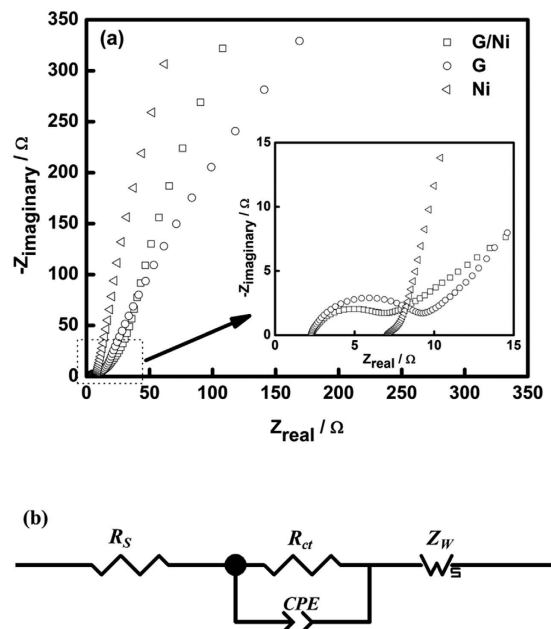 (a)
G/Ni
G
Ni
350
300
250
200
150
100
50
0
-Zimaginary / Ω
0 50 100 150 200 250 300 350
Zreal / Ω
15
10
5
0
-Zimaginary / Ω
0 5 10 15
Zreal / Ω
(b)
RS
Rct
ZW
CPE
S